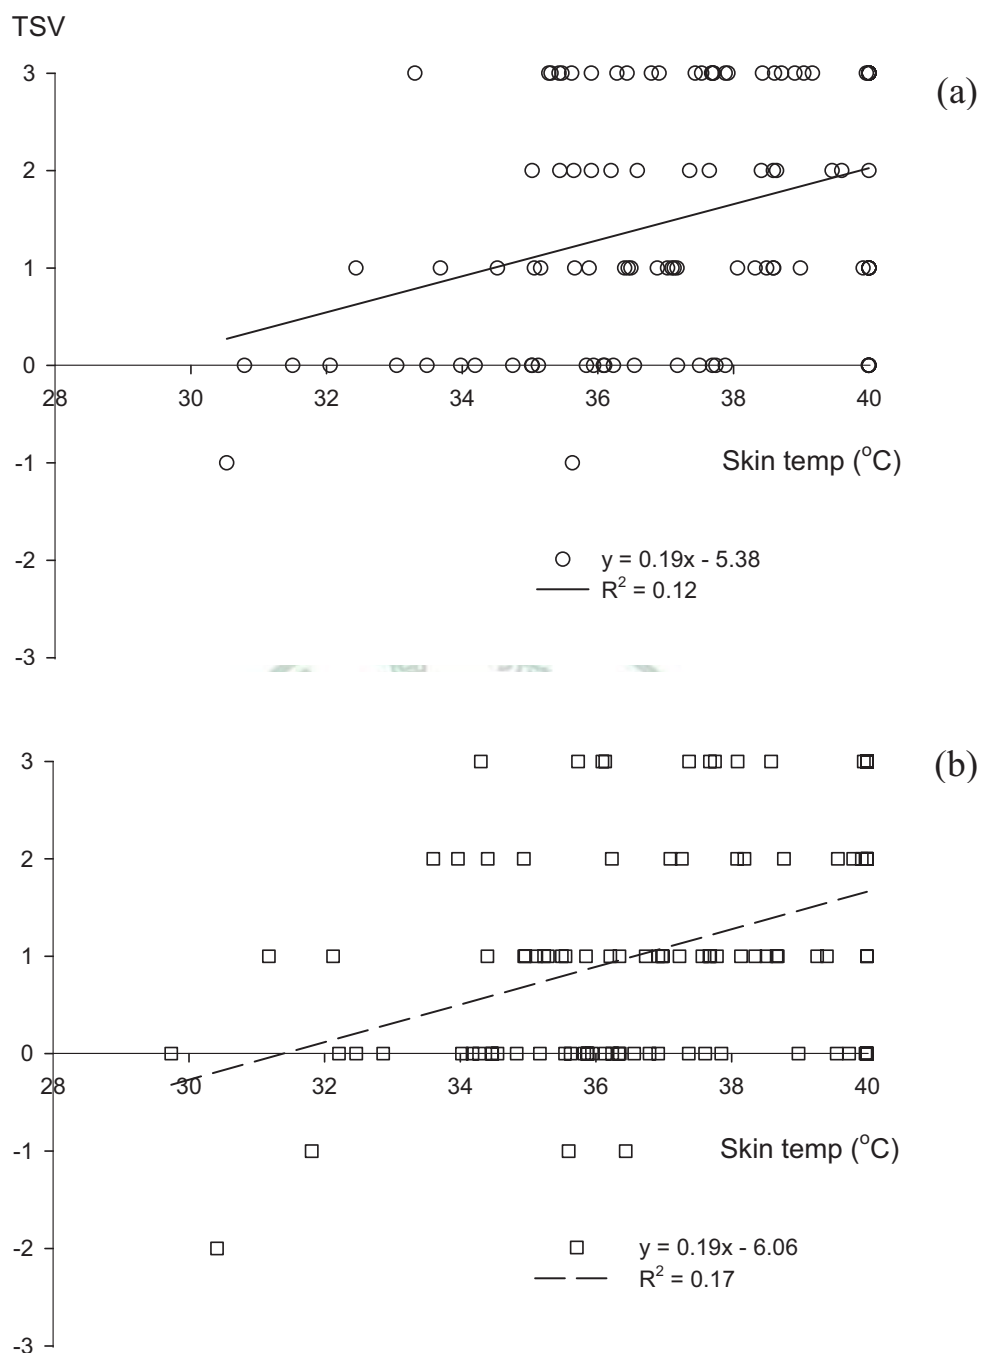 TSV
(a)
3
2
1
0
28 30 32 34 36 38 40
-1
Skin temp (°C)
-2
y = 0.19x - 5.38
R² = 0.12
-3
(b)
3
2
1
0
28 30 32 34 36 38 40
-1
Skin temp (°C)
-2
y = 0.19x - 6.06
R² = 0.17
-3